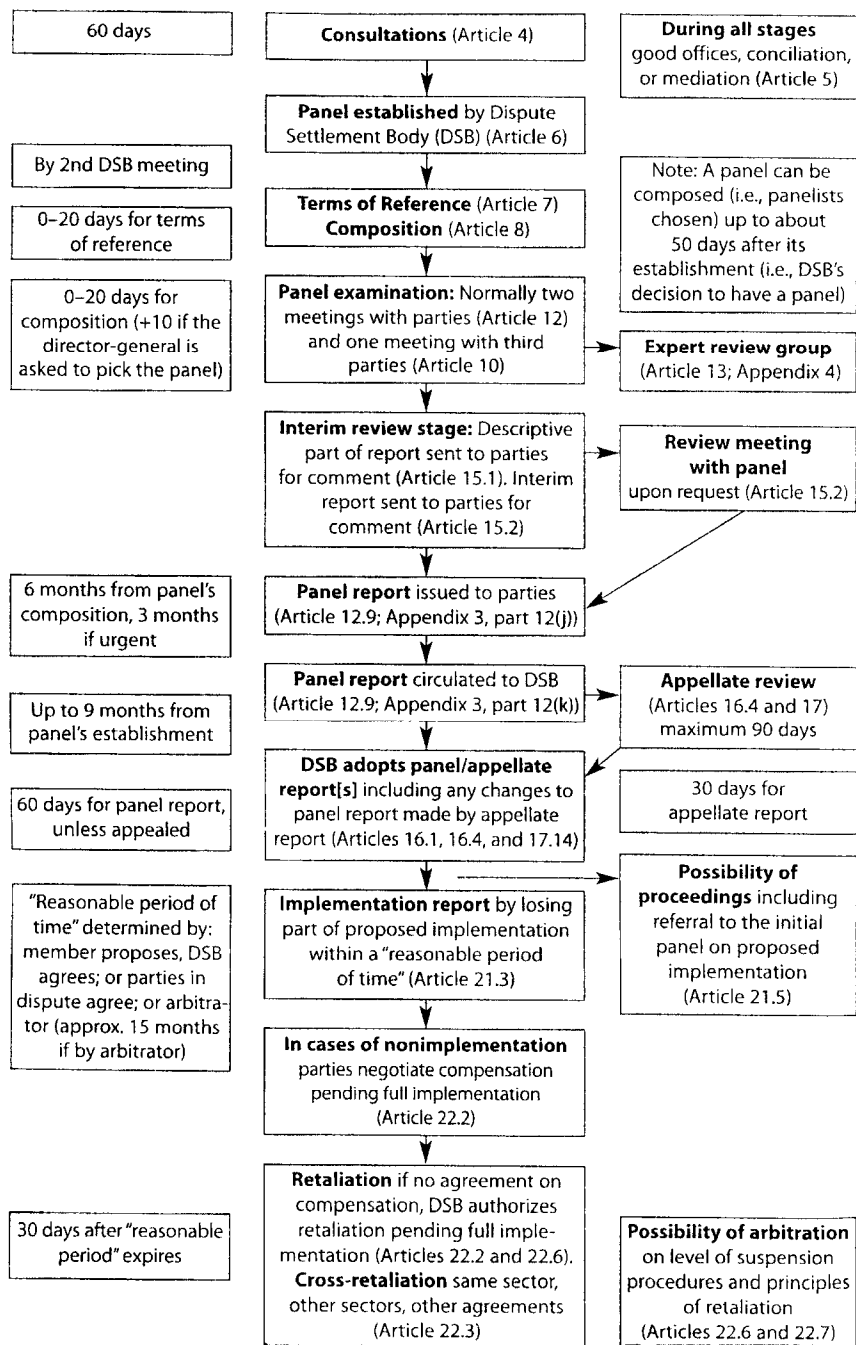 60 days
Consultations (Article 4)
During all stages
good offices, conciliation,
or mediation (Article 5)
Panel established by Dispute
Settlement Body (DSB) (Article 6)
By 2nd DSB meeting
Note: A panel can be
composed (i.e., panelists
chosen) up to about
50 days after its
establishment (i.e., DSB's
decision to have a panel)
Terms of Reference (Article 7)
Composition (Article 8)
0–20 days for terms
of reference
0–20 days for
composition (+10 if the
director-general is
asked to pick the panel)
Panel examination: Normally two
meetings with parties (Article 12)
and one meeting with third
parties (Article 10)
Expert review group
(Article 13; Appendix 4)
Interim review stage: Descriptive
part of report sent to parties
for comment (Article 15.1). Interim
report sent to parties for
comment (Article 15.2)
Review meeting
with panel
upon request (Article 15.2)
6 months from panel's
composition, 3 months
if urgent
Panel report issued to parties
(Article 12.9; Appendix 3, part 12(j))
Panel report circulated to DSB
(Article 12.9; Appendix 3, part 12(k))
Appellate review
(Articles 16.4 and 17)
maximum 90 days
Up to 9 months from
panel's establishment
DSB adopts panel/appellate
report[s] including any changes to
panel report made by appellate
report (Articles 16.1, 16.4, and 17.14)
30 days for
appellate report
60 days for panel report,
unless appealed
Possibility of
proceedings including
referral to the initial
panel on proposed
implementation
(Article 21.5)
"Reasonable period of
time" determined by:
member proposes, DSB
agrees; or parties in
dispute agree; or arbitra-
tor (approx. 15 months
if by arbitrator)
Implementation report by losing
part of proposed implementation
within a "reasonable period
of time" (Article 21.3)
In cases of nonimplementation
parties negotiate compensation
pending full implementation
(Article 22.2)
30 days after "reasonable
period" expires
Retaliation if no agreement on
compensation, DSB authorizes
retaliation pending full imple-
mentation (Articles 22.2 and 22.6).
Cross-retaliation same sector,
other sectors, other agreements
(Article 22.3)
Possibility of arbitration
on level of suspension
procedures and principles
of retaliation
(Articles 22.6 and 22.7)